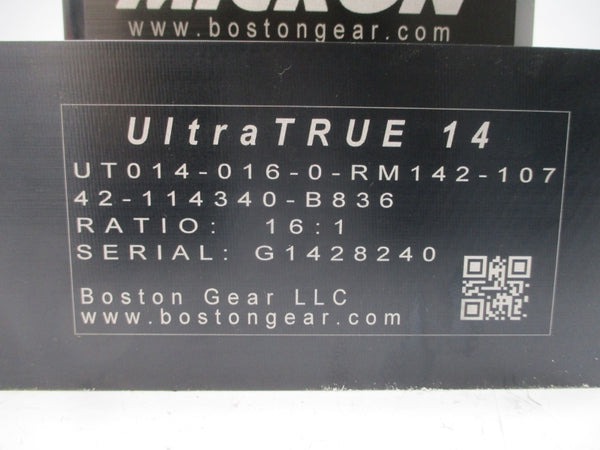 MICRON
www.bostongear.com
UltraTRUE 14
UT014-016-0-RM142-107
42-114340-B836
RATIO: 16:1
SERIAL: G1428240
Boston Gear LLC
www.bostongear.com